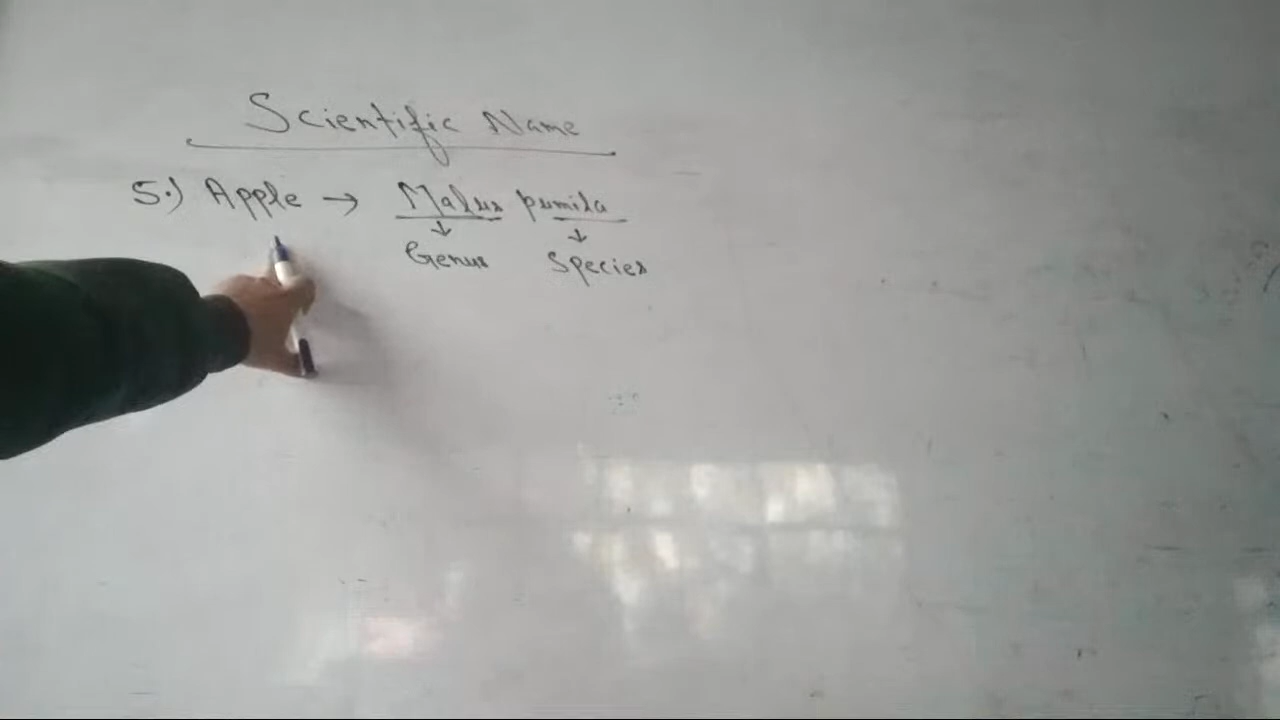 Scientific Name
5.) Apple → Malus pumila
↓ ↓
Genus Species